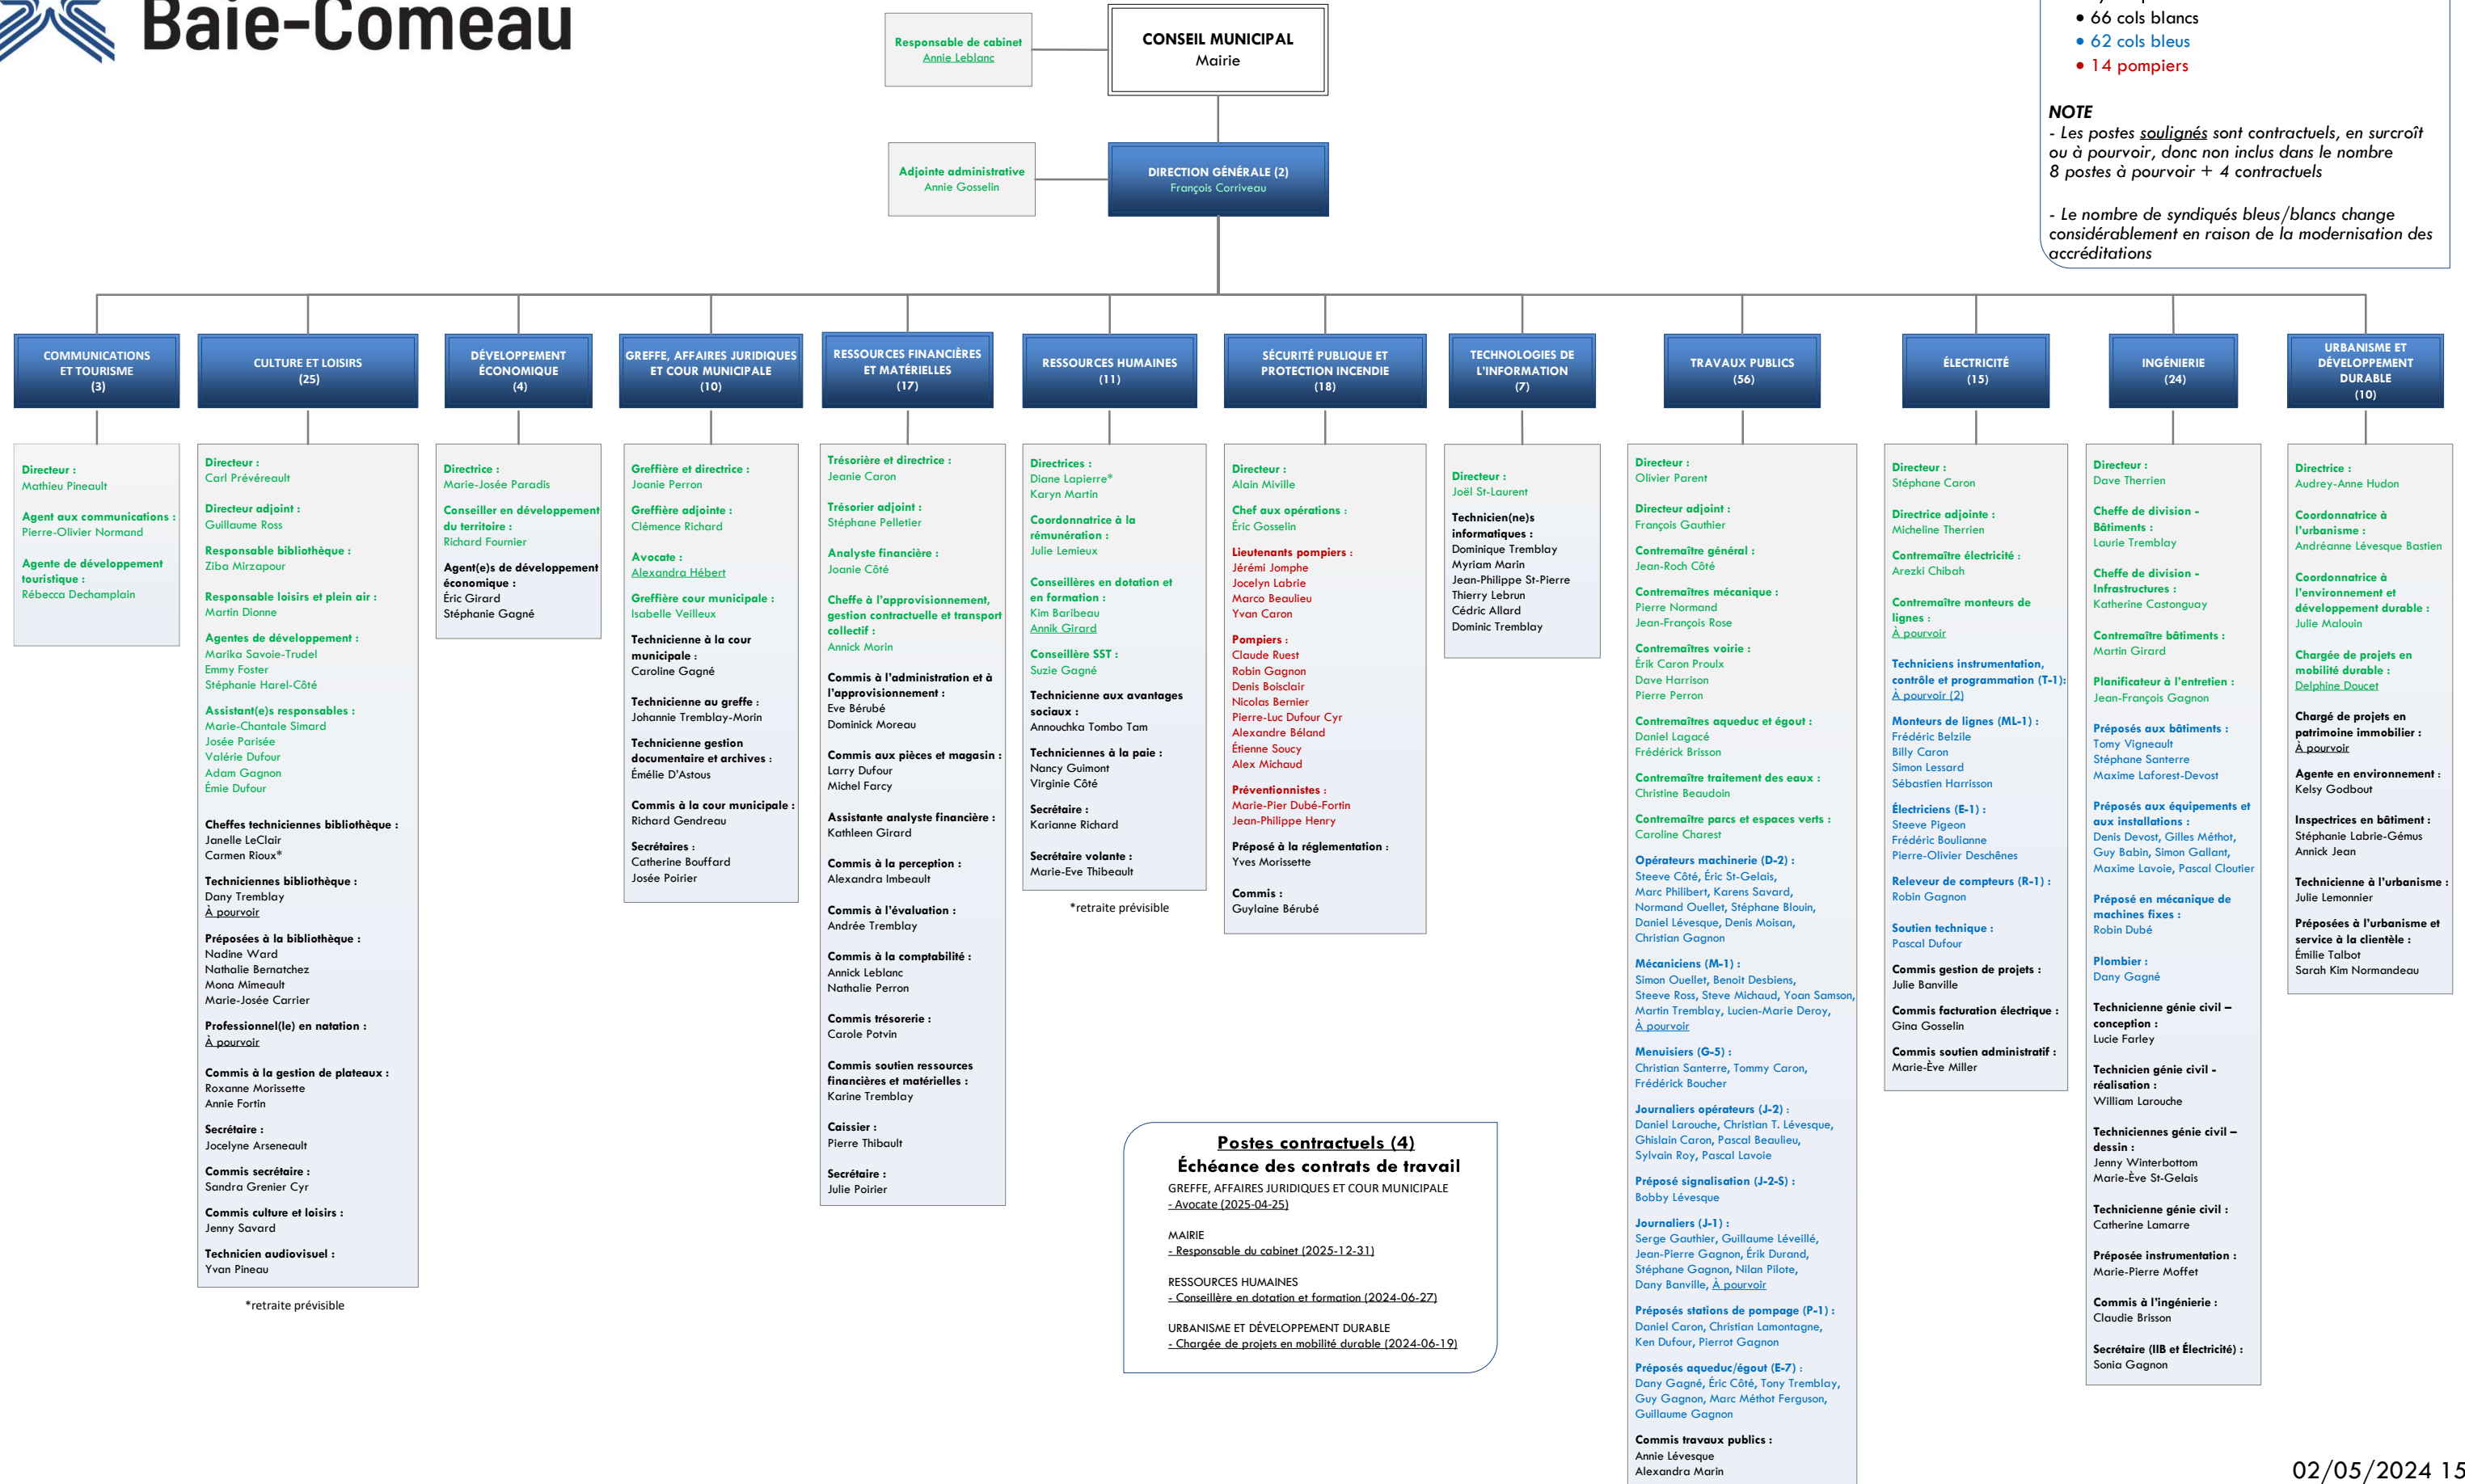 Baie-Comeau
Responsable de cabinet
Annie Leblanc
CONSEIL MUNICIPAL
Mairie
• 66 cols blancs
• 62 cols bleus
• 14 pompiers
NOTE
- Les postes soulignés sont contractuels, en surcroît
ou à pourvoir, donc non inclus dans le nombre
8 postes à pourvoir + 4 contractuels
- Le nombre de syndiqués bleus/blancs change
considérablement en raison de la modernisation des
accréditations
Adjointe administrative
Annie Gosselin
DIRECTION GÉNÉRALE (2)
François Corriveau
COMMUNICATIONS
ET TOURISME
(3)
Directeur :
Mathieu Pineault
Agent aux communications :
Pierre-Olivier Normand
Agente de développement
touristique :
Rébecca Dechamplain
CULTURE ET LOISIRS
(25)
Directeur :
Carl Prévéreault
Directeur adjoint :
Guillaume Ross
Responsable bibliothèque :
Ziba Mirzapour
Responsable loisirs et plein air :
Martin Dionne
Agentes de développement :
Marika Savoie-Trudel
Emmy Foster
Stéphanie Harel-Côté
Assistant(e)s responsables :
Marie-Chantale Simard
Josée Parisée
Valérie Dufour
Adam Gagnon
Émie Dufour
Cheffes techniciennes bibliothèque :
Janelle LeClair
Carmen Rioux*
Techniciennes bibliothèque :
Dany Tremblay
À pourvoir
Préposées à la bibliothèque :
Nadine Ward
Nathalie Bernatchez
Mona Mimeault
Marie-Josée Carrier
Professionnel(le) en natation :
À pourvoir
Commis à la gestion de plateaux :
Roxanne Morissette
Annie Fortin
Secrétaire :
Jocelyne Arseneault
Commis secrétaire :
Sandra Grenier Cyr
Commis culture et loisirs :
Jenny Savard
Technicien audiovisuel :
Yvan Pineau
*retraite prévisible
DÉVELOPPEMENT
ÉCONOMIQUE
(4)
Directrice :
Marie-Josée Paradis
Conseiller en développement
du territoire :
Richard Fournier
Agent(e)s de développement
économique :
Éric Girard
Stéphanie Gagné
GREFFE, AFFAIRES JURIDIQUES
ET COUR MUNICIPALE
(10)
Greffière et directrice :
Joanie Perron
Greffière adjointe :
Clémence Richard
Avocate :
Alexandra Hébert
Greffière cour municipale :
Isabelle Veilleux
Technicienne à la cour
municipale :
Caroline Gagné
Technicienne au greffe :
Johannie Tremblay-Morin
Technicienne gestion
documentaire et archives :
Émélie D'Astous
Commis à la cour municipale :
Richard Gendreau
Secrétaires :
Catherine Bouffard
Josée Poirier
RESSOURCES FINANCIÈRES
ET MATÉRIELLES
(17)
Trésorière et directrice :
Jeanie Caron
Trésorier adjoint :
Stéphane Pelletier
Analyste financière :
Joanie Côté
Cheffe à l'approvisionnement,
gestion contractuelle et transport
collectif :
Annick Morin
Commis à l'administration et à
l'approvisionnement :
Eve Bérubé
Dominick Moreau
Commis aux pièces et magasin :
Larry Dufour
Michel Farcy
Assistante analyste financière :
Kathleen Girard
Commis à la perception :
Alexandra Imbeault
Commis à l'évaluation :
Andrée Tremblay
Commis à la comptabilité :
Annick Leblanc
Nathalie Perron
Commis trésorerie :
Carole Potvin
Commis soutien ressources
financières et matérielles :
Karine Tremblay
Caissier :
Pierre Thibault
Secrétaire :
Julie Poirier
RESSOURCES HUMAINES
(11)
Directrices :
Diane Lapierre*
Karyn Martin
Coordonnatrice à la
rémunération :
Julie Lemieux
Conseillères en dotation et
en formation :
Kim Baribeau
Annik Girard
Conseillère SST :
Suzie Gagné
Technicienne aux avantages
sociaux :
Annouchka Tombo Tam
Techniciennes à la paie :
Nancy Guimont
Virginie Côté
Secrétaire :
Karianne Richard
Secrétaire volante :
Marie-Eve Thibeault
*retraite prévisible
SÉCURITÉ PUBLIQUE ET
PROTECTION INCENDIE
(18)
Directeur :
Alain Miville
Chef aux opérations :
Éric Gosselin
Lieutenants pompiers :
Jérémi Jomphe
Jocelyn Labrie
Marco Beaulieu
Yvan Caron
Pompiers :
Claude Ruest
Robin Gagnon
Denis Boisclair
Nicolas Bernier
Pierre-Luc Dufour Cyr
Alexandre Béland
Étienne Soucy
Alex Michaud
Préventionnistes :
Marie-Pier Dubé-Fortin
Jean-Philippe Henry
Préposé à la réglementation :
Yves Morissette
Commis :
Guylaine Bérubé
TECHNOLOGIES DE
L'INFORMATION
(7)
Directeur :
Joël St-Laurent
Technicien(ne)s
informatiques :
Dominique Tremblay
Myriam Marin
Jean-Philippe St-Pierre
Thierry Lebrun
Cédric Allard
Dominic Tremblay
TRAVAUX PUBLICS
(56)
Directeur :
Olivier Parent
Directeur adjoint :
François Gauthier
Contremaître général :
Jean-Roch Côté
Contremaîtres mécanique :
Pierre Normand
Jean-François Rose
Contremaîtres voirie :
Érik Caron Proulx
Dave Harrison
Pierre Perron
Contremaîtres aqueduc et égout :
Daniel Lagacé
Frédérick Brisson
Contremaître traitement des eaux :
Christine Beaudoin
Contremaître parcs et espaces verts :
Caroline Charest
Opérateurs machinerie (D-2) :
Steeve Côté, Éric St-Gelais,
Marc Philibert, Karens Savard,
Normand Ouellet, Stéphane Blouin,
Daniel Lévesque, Denis Moisan,
Christian Gagnon
Mécaniciens (M-1) :
Simon Ouellet, Benoit Desbiens,
Steeve Ross, Steve Michaud, Yoan Samson,
Martin Tremblay, Lucien-Marie Deroy,
À pourvoir
Menuisiers (G-5) :
Christian Santerre, Tommy Caron,
Frédérick Boucher
Journaliers opérateurs (J-2) :
Daniel Larouche, Christian T. Lévesque,
Ghislain Caron, Pascal Beaulieu,
Sylvain Roy, Pascal Lavoie
Préposé signalisation (J-2-S) :
Bobby Lévesque
Journaliers (J-1) :
Serge Gauthier, Guillaume Léveillé,
Jean-Pierre Gagnon, Érik Durand,
Stéphane Gagnon, Nilan Pilote,
Dany Banville, À pourvoir
Préposés stations de pompage (P-1) :
Daniel Caron, Christian Lamontagne,
Ken Dufour, Pierrot Gagnon
Préposés aqueduc/égout (E-7) :
Dany Gagné, Éric Côté, Tony Tremblay,
Guy Gagnon, Marc Méthot Ferguson,
Guillaume Gagnon
Commis travaux publics :
Annie Lévesque
Alexandra Marin
ÉLECTRICITÉ
(15)
Directeur :
Stéphane Caron
Directrice adjointe :
Micheline Therrien
Contremaître électricité :
Arezki Chibah
Contremaître monteurs de
lignes :
À pourvoir
Techniciens instrumentation,
contrôle et programmation (T-1):
À pourvoir (2)
Monteurs de lignes (ML-1) :
Frédéric Belzile
Billy Caron
Simon Lessard
Sébastien Harrisson
Électriciens (E-1) :
Steeve Pigeon
Frédéric Boulianne
Pierre-Olivier Deschênes
Releveur de compteurs (R-1) :
Robin Gagnon
Soutien technique :
Pascal Dufour
Commis gestion de projets :
Julie Banville
Commis facturation électrique :
Gina Gosselin
Commis soutien administratif :
Marie-Ève Miller
INGÉNIERIE
(24)
Directeur :
Dave Therrien
Cheffe de division -
Bâtiments :
Laurie Tremblay
Cheffe de division -
Infrastructures :
Katherine Castonguay
Contremaître bâtiments :
Martin Girard
Planificateur à l'entretien :
Jean-François Gagnon
Préposés aux bâtiments :
Tomy Vigneault
Stéphane Santerre
Maxime Laforest-Devost
Préposés aux équipements et
aux installations :
Denis Devost, Gilles Méthot,
Guy Babin, Simon Gallant,
Maxime Lavoie, Pascal Cloutier
Préposé en mécanique de
machines fixes :
Robin Dubé
Plombier :
Dany Gagné
Technicienne génie civil –
conception :
Lucie Farley
Technicien génie civil -
réalisation :
William Larouche
Techniciennes génie civil –
dessin :
Jenny Winterbottom
Marie-Ève St-Gelais
Technicienne génie civil :
Catherine Lamarre
Préposée instrumentation :
Marie-Pierre Moffet
Commis à l'ingénierie :
Claudie Brisson
Secrétaire (IIB et Électricité) :
Sonia Gagnon
URBANISME ET
DÉVELOPPEMENT
DURABLE
(10)
Directrice :
Audrey-Anne Hudon
Coordonnatrice à
l'urbanisme :
Andréanne Lévesque Bastien
Coordonnatrice à
l'environnement et
développement durable :
Julie Malouin
Chargée de projets en
mobilité durable :
Delphine Doucet
Chargé de projets en
patrimoine immobilier :
À pourvoir
Agente en environnement :
Kelsy Godbout
Inspectrices en bâtiment :
Stéphanie Labrie-Gémus
Annick Jean
Technicienne à l'urbanisme :
Julie Lemonnier
Préposées à l'urbanisme et
service à la clientèle :
Émilie Talbot
Sarah Kim Normandeau
Postes contractuels (4)
Échéance des contrats de travail
GREFFE, AFFAIRES JURIDIQUES ET COUR MUNICIPALE
- Avocate (2025-04-25)
MAIRIE
- Responsable du cabinet (2025-12-31)
RESSOURCES HUMAINES
- Conseillère en dotation et formation (2024-06-27)
URBANISME ET DÉVELOPPEMENT DURABLE
- Chargée de projets en mobilité durable (2024-06-19)
02/05/2024 15